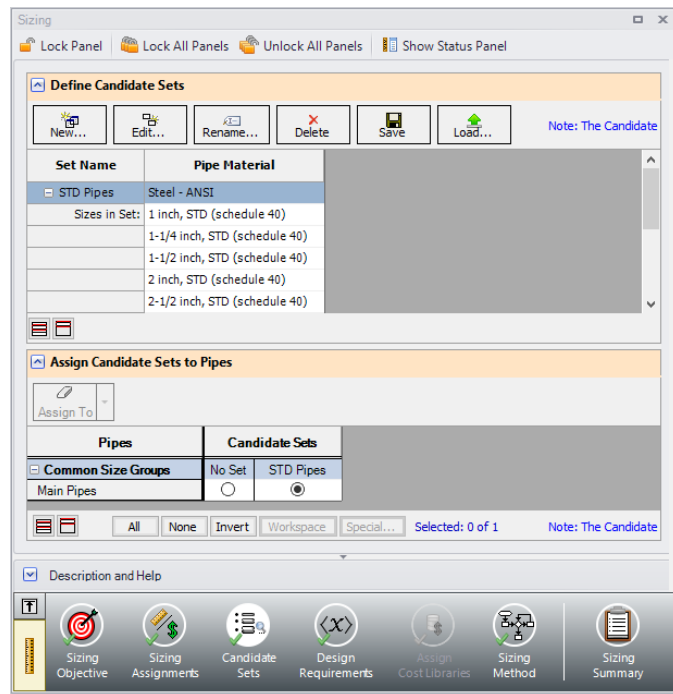 Sizing
Lock Panel Lock All Panels Unlock All Panels Show Status Panel
Define Candidate Sets
New... Edit... Rename... Delete Save Load... Note: The Candidate
Set Name Pipe Material
STD Pipes Steel - ANSI
Sizes in Set: 1 inch, STD (schedule 40)
1-1/4 inch, STD (schedule 40)
1-1/2 inch, STD (schedule 40)
2 inch, STD (schedule 40)
2-1/2 inch, STD (schedule 40)
Assign Candidate Sets to Pipes
Assign To
Pipes Candidate Sets
Common Size Groups No Set STD Pipes
Main Pipes
All None Invert Workspace Special... Selected: 0 of 1 Note: The Candidate
Description and Help
Sizing Sizing Candidate Design Assign Sizing Sizing
Objective Assignments Sets Requirements Cost Libraries Method Summary